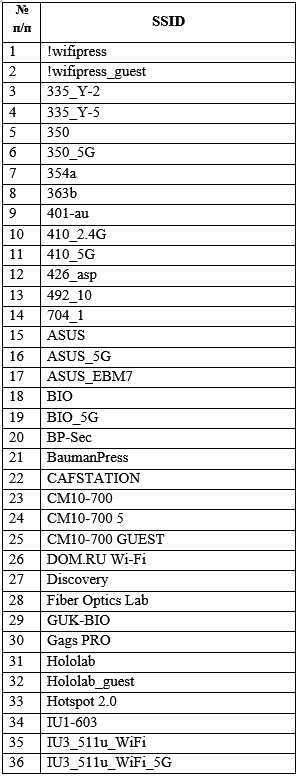 № п/п SSID
1 !wifipress
2 !wifipress_guest
3 335_Y-2
4 335_Y-5
5 350
6 350_5G
7 354a
8 363b
9 401-au
10 410_2.4G
11 410_5G
12 426_asp
13 492_10
14 704_1
15 ASUS
16 ASUS_5G
17 ASUS_EBM7
18 BIO
19 BIO_5G
20 BP-Sec
21 BaumanPress
22 CAFSTATION
23 CM10-700
24 CM10-700 5
25 CM10-700 GUEST
26 DOM.RU Wi-Fi
27 Discovery
28 Fiber Optics Lab
29 GUK-BIO
30 Gags PRO
31 Hololab
32 Hololab_guest
33 Hotspot 2.0
34 IU1-603
35 IU3_511u_WiFi
36 IU3_511u_WiFi_5G